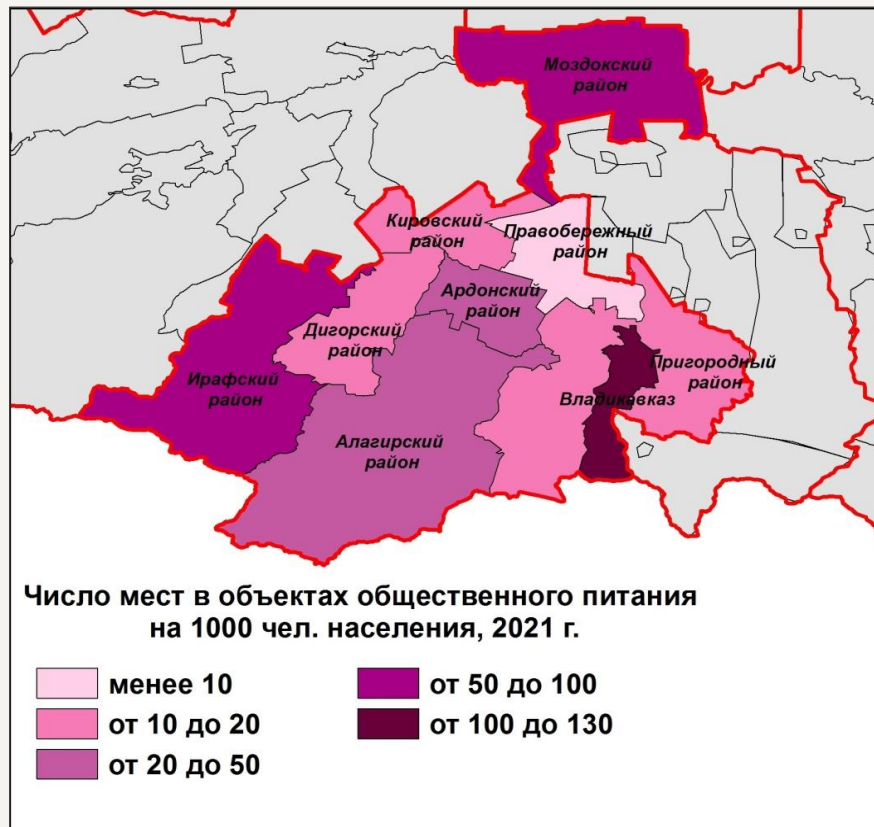 Моздокский
район
Кировский
район
Правобережный
район
Ардонский
район
Дигорский
район
Пригородный
район
Ирафский
район
Владикавказ
Алагирский
район
Число мест в объектах общественного питания
на 1000 чел. населения, 2021 г.
менее 10
от 10 до 20
от 20 до 50
от 50 до 100
от 100 до 130